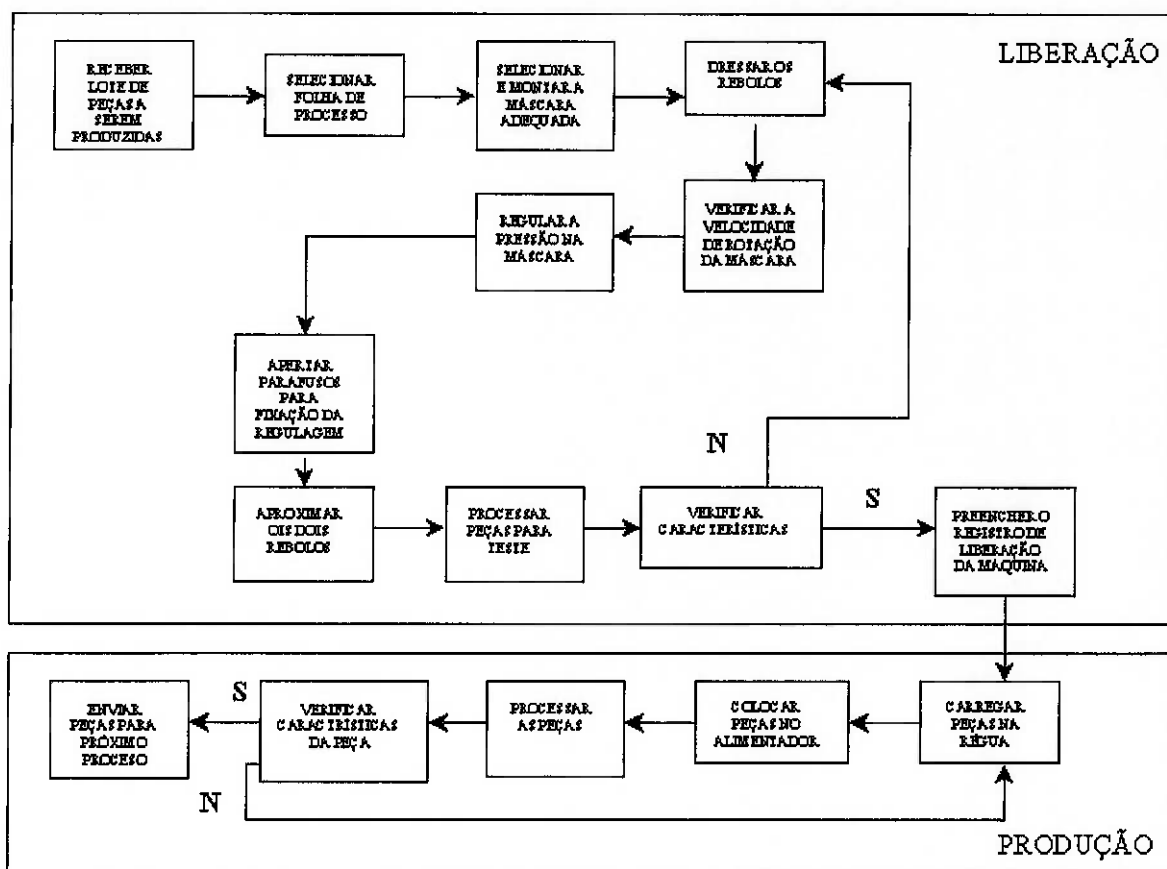 LIBERAÇÃO
RECEBER
LOTE DE
PEÇAS A
SEREM
PRODUZIDAS
SELECIONAR
FOLHA DE
PROCESSO
SELECIONAR
E MONTAR A
MÁSCARA
ADEQUADA
DRESSAR OS
REBOLOS
VERIFICAR A
VELOCIDADE
DE ROTAÇÃO
DA MÁSCARA
REGULAR A
PRESSÃO NA
MÁSCARA
APERTAR
PARAFUSOS
PARA
FIXAÇÃO DA
REGULAGEM
APROXIMAR
OIS DOIS
REBOLOS
PROCESSAR
PEÇAS PARA
TESTE
VERIFICAR
CARACTERÍSTICAS
N
S
PREENCHER O
REGISTRO DE
LIBERAÇÃO
DA MÁQUINA
CARREGAR
PEÇAS NA
RÉGUA
COLOCAR
PEÇAS NO
ALIMENTADOR
PROCESSAR
AS PEÇAS
VERIFICAR
CARACTRÍSTICAS
DA PEÇA
S
N
ENVIAR
PEÇAS PARA
PRÓXIMO
PROCESO
PRODUÇÃO